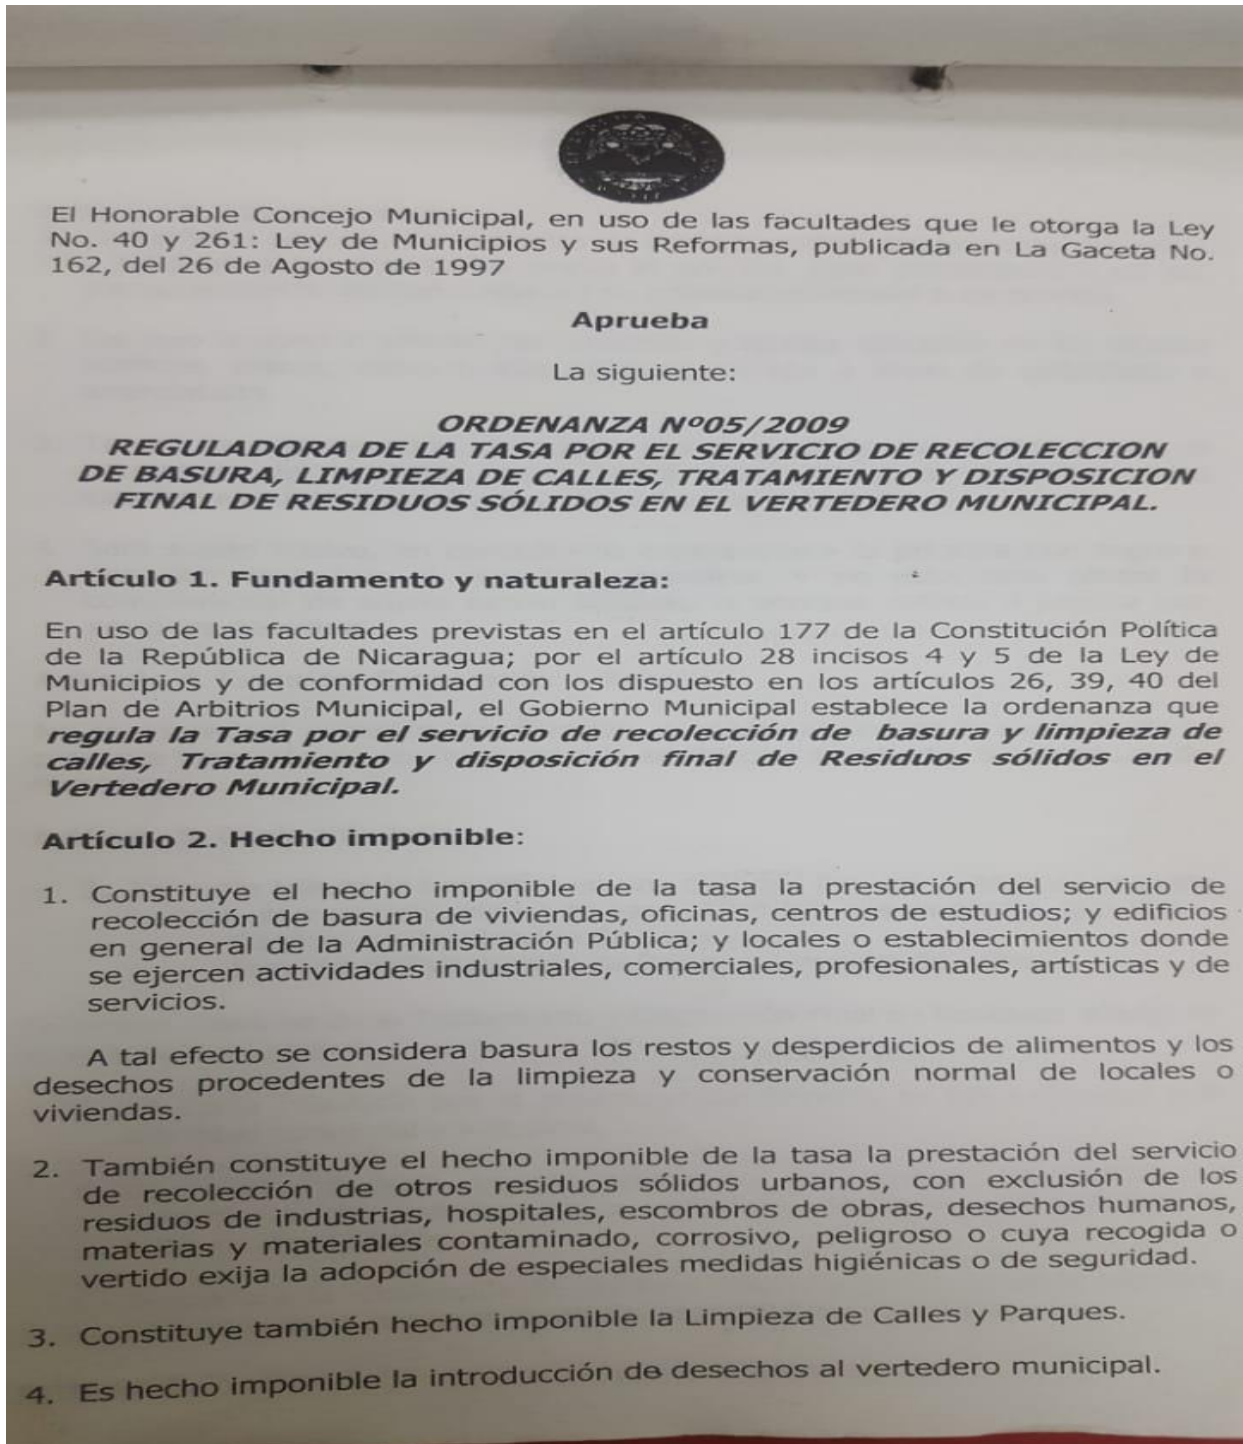 El Honorable Concejo Municipal, en uso de las facultades que le otorga la Ley
No. 40 y 261: Ley de Municipios y sus Reformas, publicada en La Gaceta No.
162, del 26 de Agosto de 1997
Aprueba
La siguiente:
ORDENANZA Nº05/2009
REGULADORA DE LA TASA POR EL SERVICIO DE RECOLECCION
DE BASURA, LIMPIEZA DE CALLES, TRATAMIENTO Y DISPOSICION
FINAL DE RESIDUOS SÓLIDOS EN EL VERTEDERO MUNICIPAL.
Artículo 1. Fundamento y naturaleza:
En uso de las facultades previstas en el artículo 177 de la Constitución Política
de la República de Nicaragua; por el artículo 28 incisos 4 y 5 de la Ley de
Municipios y de conformidad con los dispuesto en los artículos 26, 39, 40 del
Plan de Arbitrios Municipal, el Gobierno Municipal establece la ordenanza que
regula la Tasa por el servicio de recolección de basura y limpieza de
calles, Tratamiento y disposición final de Residuos sólidos en el
Vertedero Municipal.
Artículo 2. Hecho imponible:
1. Constituye el hecho imponible de la tasa la prestación del servicio de
recolección de basura de viviendas, oficinas, centros de estudios; y edificios
en general de la Administración Pública; y locales o establecimientos donde
se ejercen actividades industriales, comerciales, profesionales, artísticas y de
servicios.
A tal efecto se considera basura los restos y desperdicios de alimentos y los
desechos procedentes de la limpieza y conservación normal de locales o
viviendas.
2. También constituye el hecho imponible de la tasa la prestación del servicio
de recolección de otros residuos sólidos urbanos, con exclusión de los
residuos de industrias, hospitales, escombros de obras, desechos humanos,
materias y materiales contaminado, corrosivo, peligroso o cuya recogida o
vertido exija la adopción de especiales medidas higiénicas o de seguridad.
3. Constituye también hecho imponible la Limpieza de Calles y Parques.
4. Es hecho imponible la introducción de desechos al vertedero municipal.